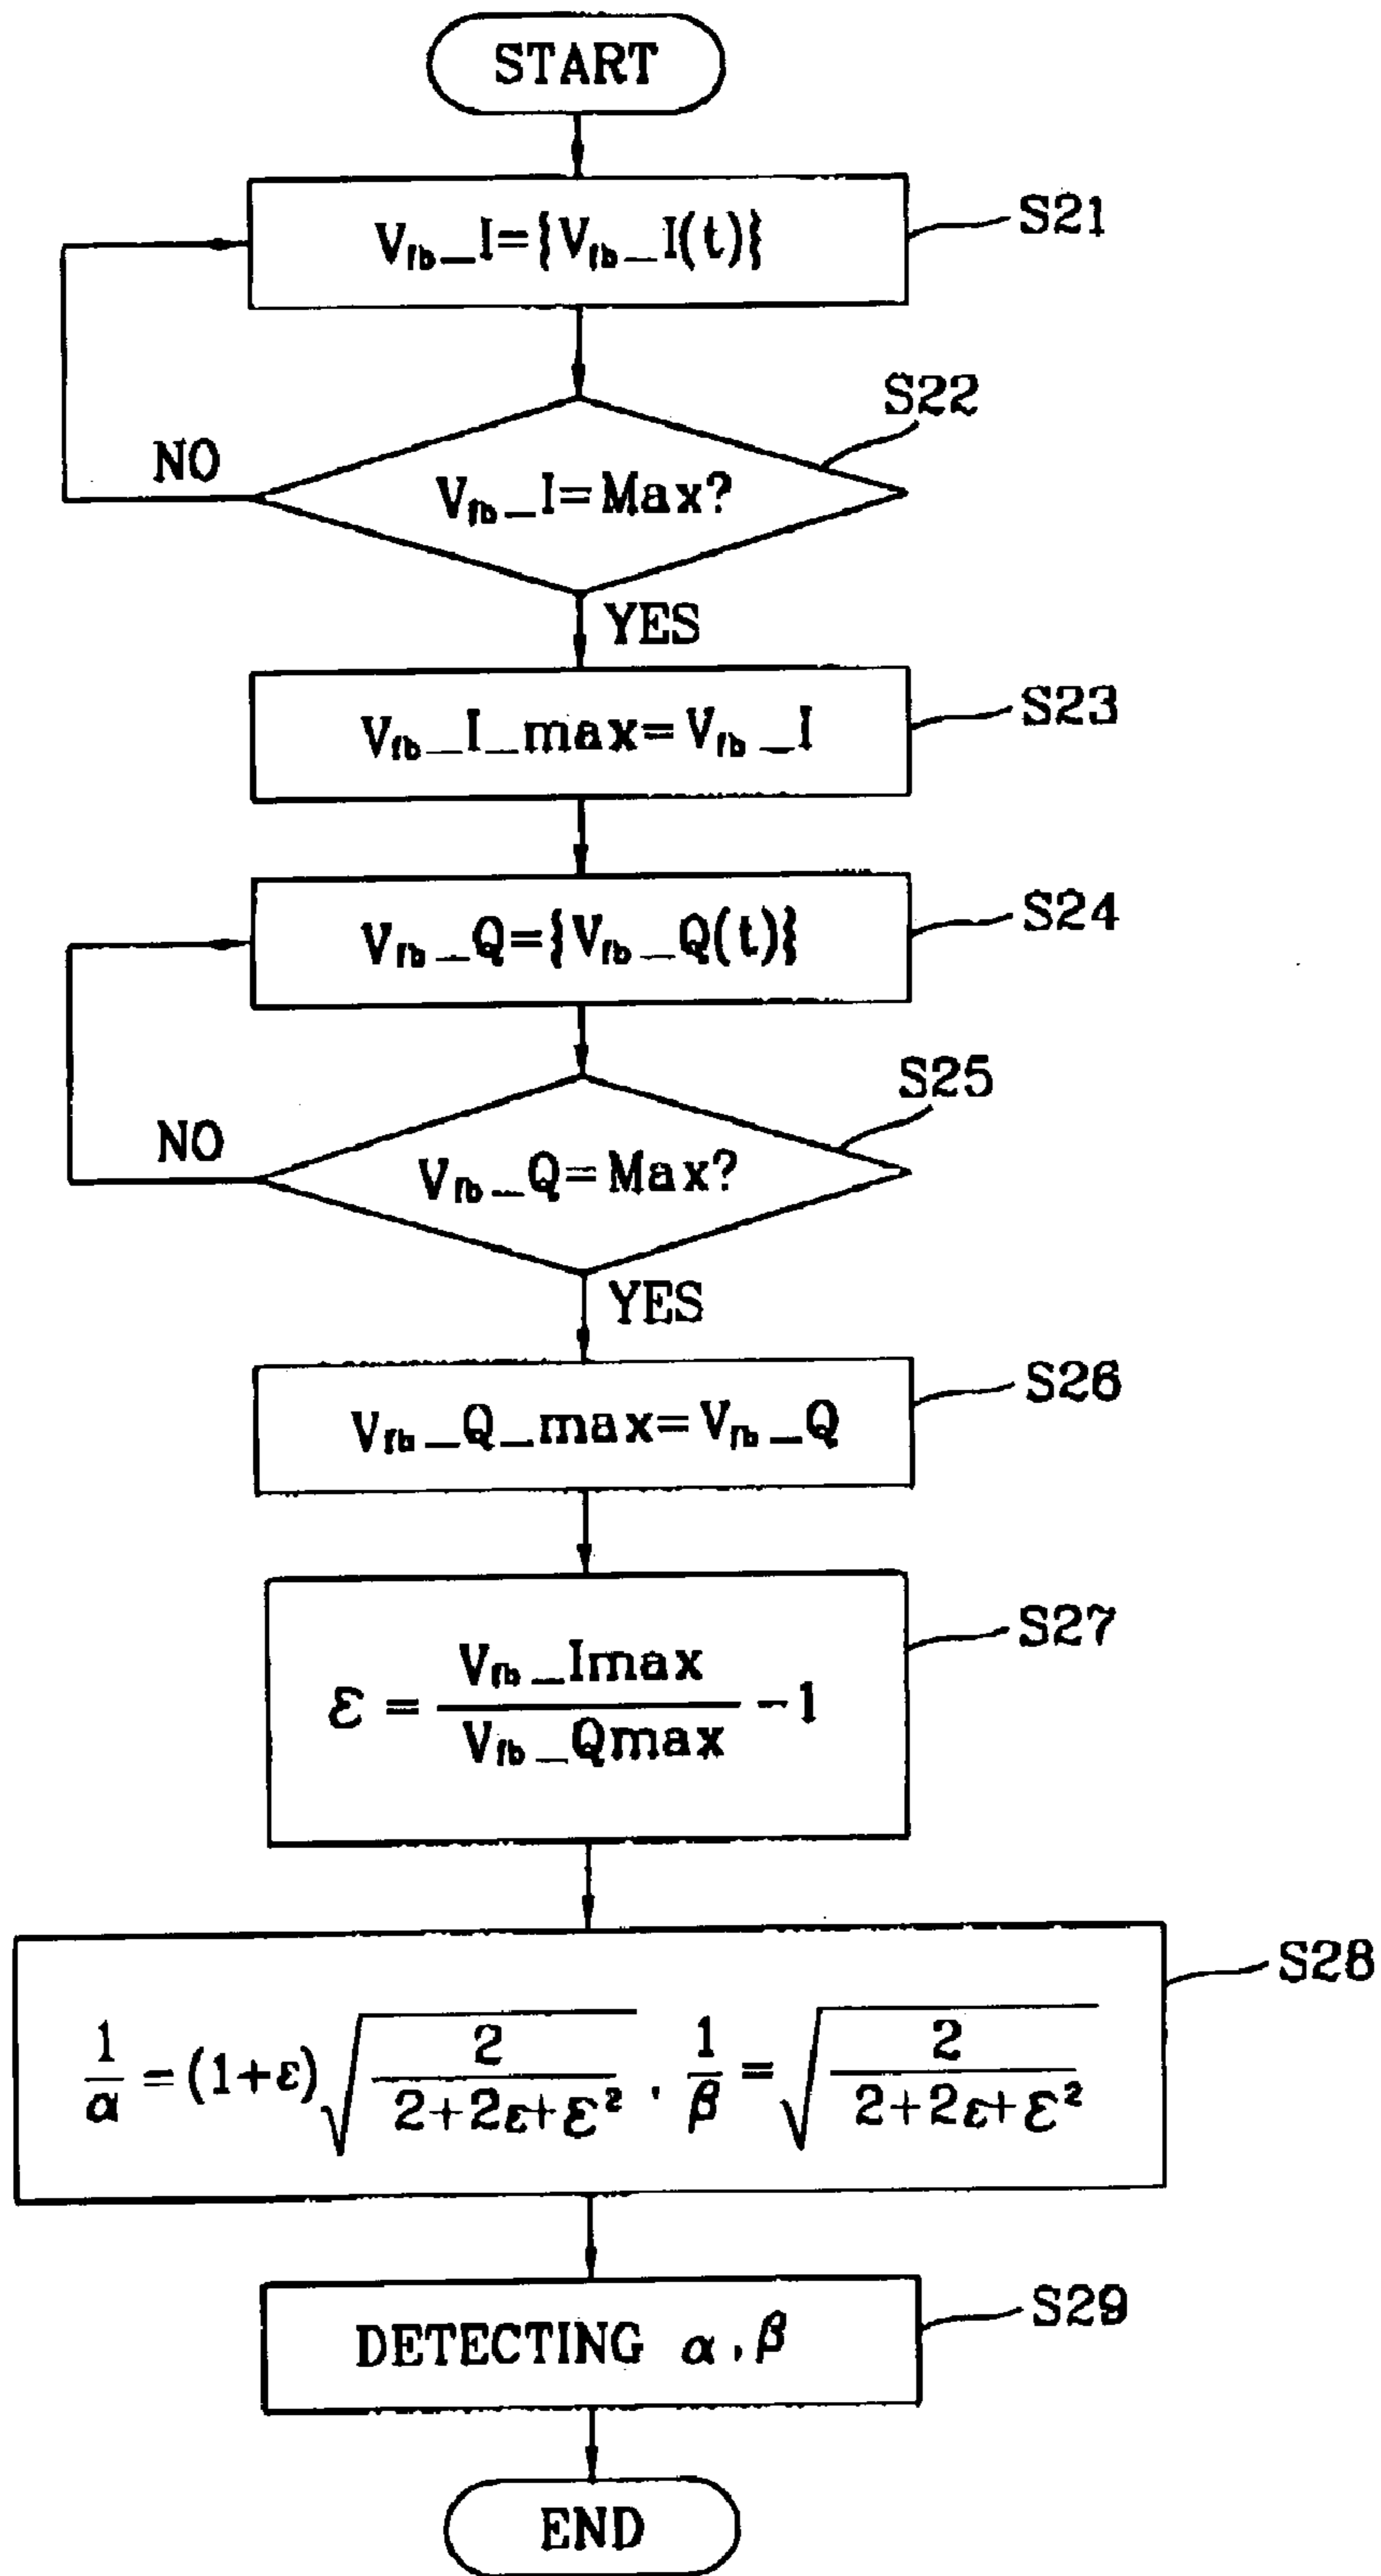 START
V_fb_I={V_fb_I(t)}
S21
S22
NO
V_fb_I=Max?
YES
V_fb_I_max=V_fb_I
S23
V_fb_Q={V_fb_Q(t)}
S24
S25
NO
V_fb_Q=Max?
YES
V_fb_Q_max=V_fb_Q
S26
S27
ε = V_fb_Imax / V_fb_Qmax -1
S28
1/α = (1+ε)√(2/(2+2ε+ε²)) , 1/β = √(2/(2+2ε+ε²))
DETECTING α, β
S29
END